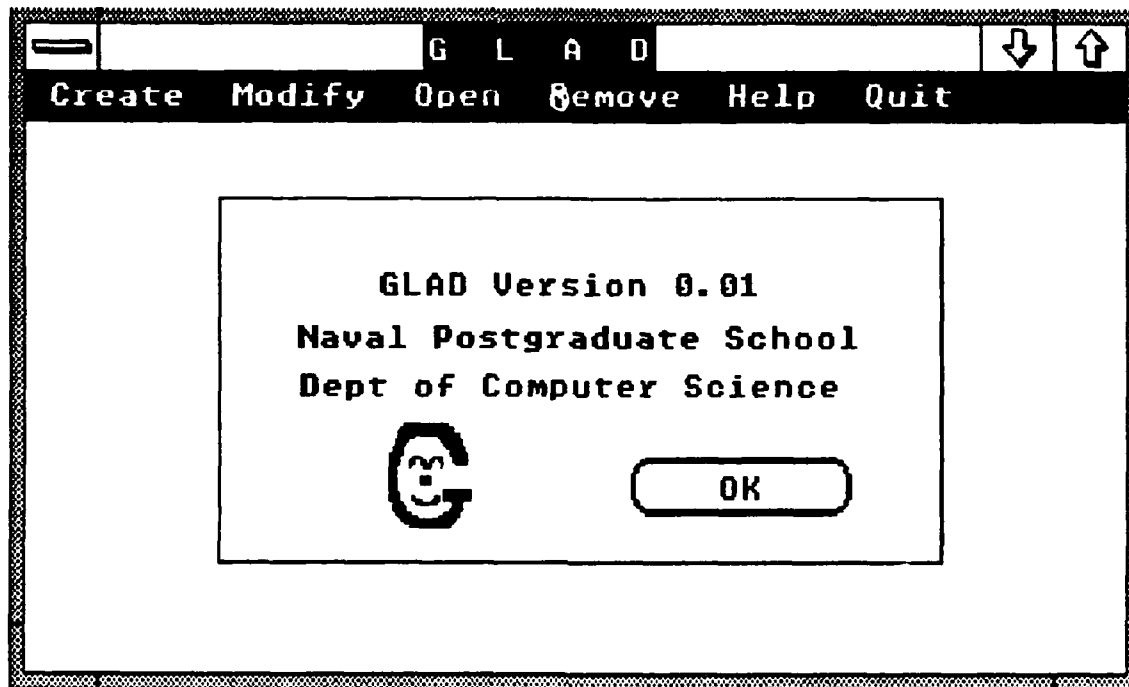 G L A D
Create Modify Open Remove Help Quit
GLAD Version 0.01
Naval Postgraduate School
Dept of Computer Science
OK